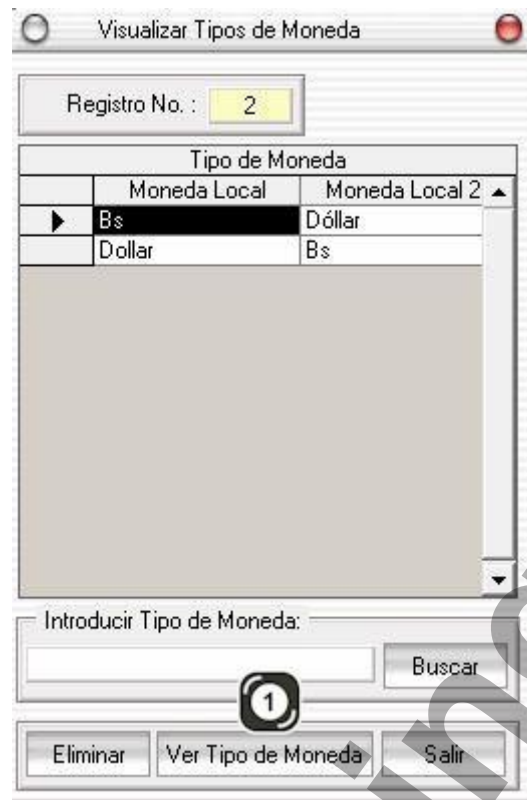 Visualizar Tipos de Moneda
Registro No. : 2
Tipo de Moneda
Moneda Local Moneda Local 2
Bs Dóllar
Dollar Bs
Introducir Tipo de Moneda:
Buscar
1
Eliminar Ver Tipo de Moneda Salir